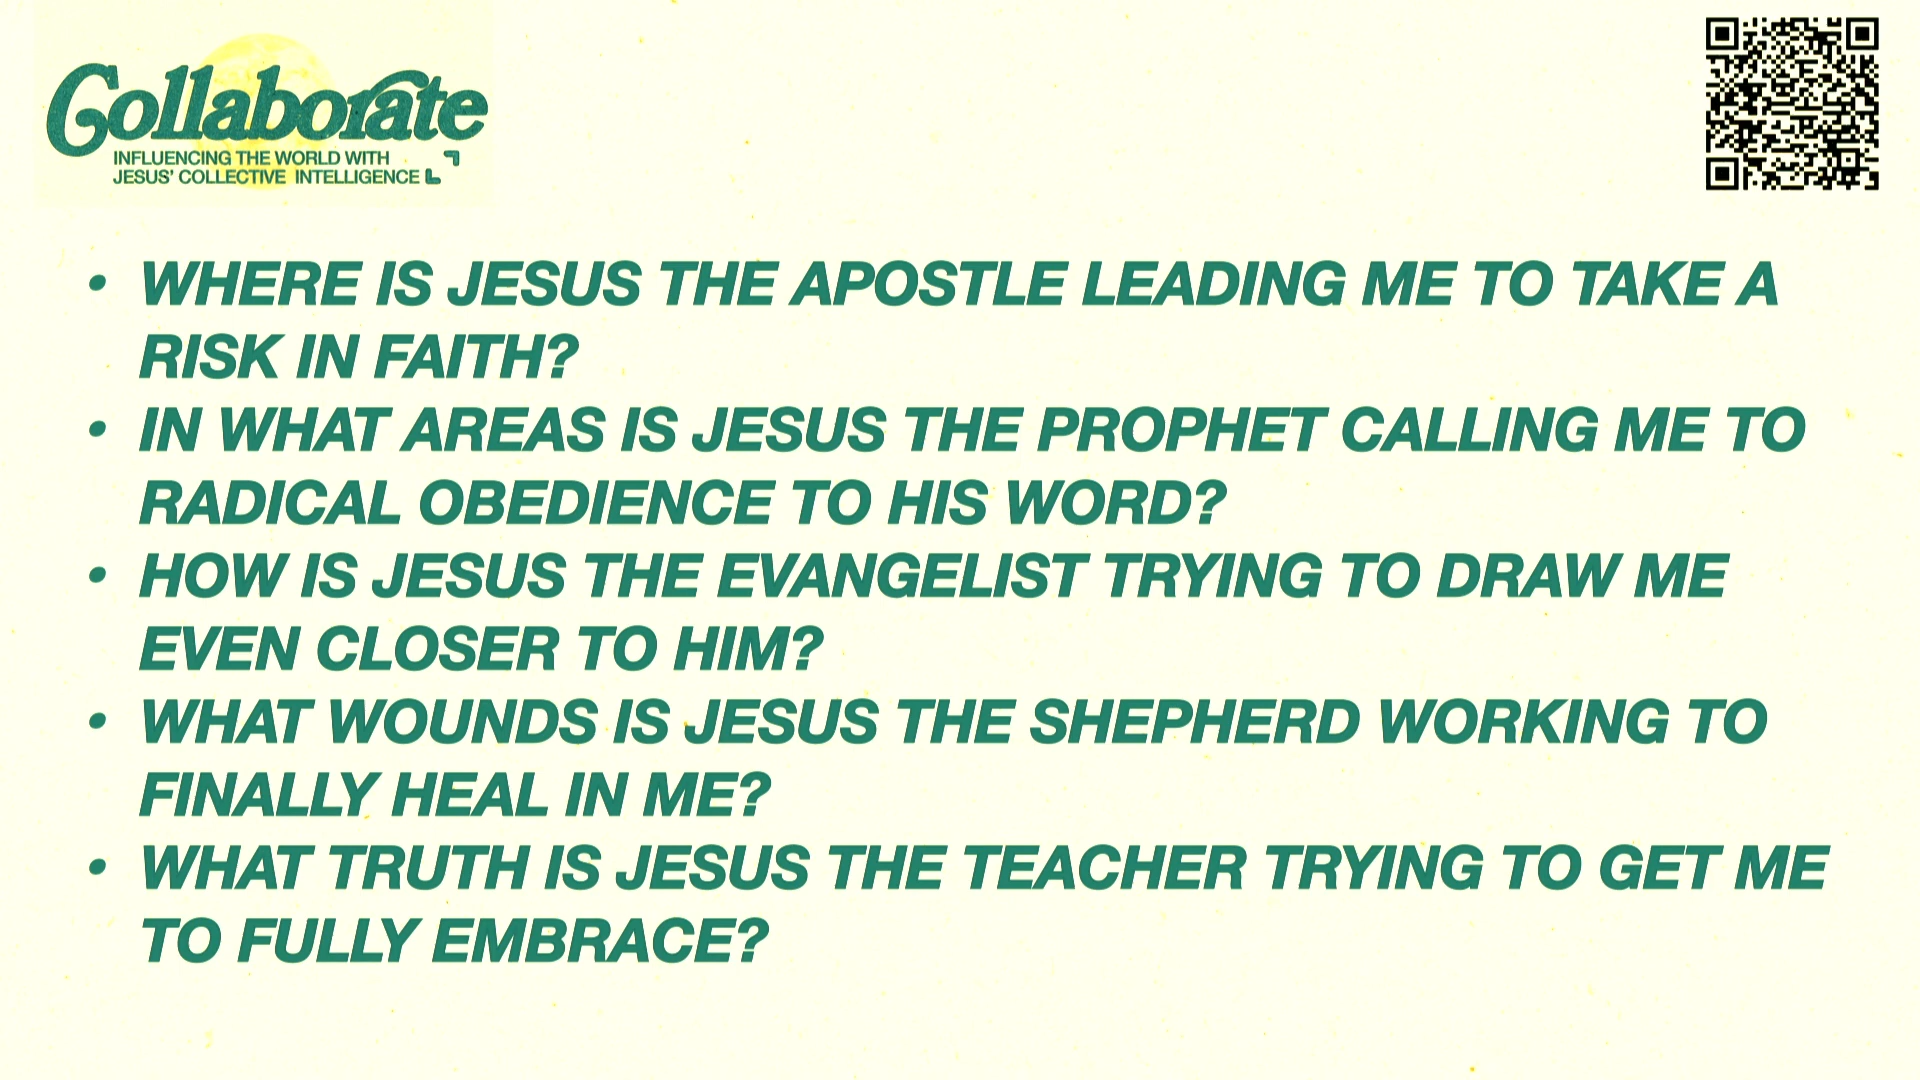 Collaborate
INFLUENCING THE WORLD WITH
JESUS' COLLECTIVE INTELLIGENCE
• WHERE IS JESUS THE APOSTLE LEADING ME TO TAKE A
RISK IN FAITH?
• IN WHAT AREAS IS JESUS THE PROPHET CALLING ME TO
RADICAL OBEDIENCE TO HIS WORD?
• HOW IS JESUS THE EVANGELIST TRYING TO DRAW ME
EVEN CLOSER TO HIM?
• WHAT WOUNDS IS JESUS THE SHEPHERD WORKING TO
FINALLY HEAL IN ME?
• WHAT TRUTH IS JESUS THE TEACHER TRYING TO GET ME
TO FULLY EMBRACE?